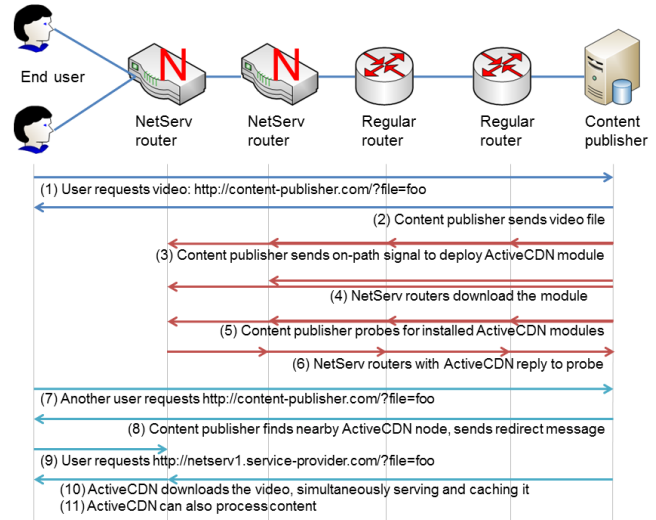 N
N
End user
NetServ
router
NetServ
router
Regular
router
Regular
router
Content
publisher
(1) User requests video: http://content-publisher.com/?file=foo
(2) Content publisher sends video file
(3) Content publisher sends on-path signal to deploy ActiveCDN module
(4) NetServ routers download the module
(5) Content publisher probes for installed ActiveCDN modules
(6) NetServ routers with ActiveCDN reply to probe
(7) Another user requests http://content-publisher.com/?file=foo
(8) Content publisher finds nearby ActiveCDN node, sends redirect message
(9) User requests http://netserv1.service-provider.com/?file=foo
(10) ActiveCDN downloads the video, simultaneously serving and caching it
(11) ActiveCDN can also process content